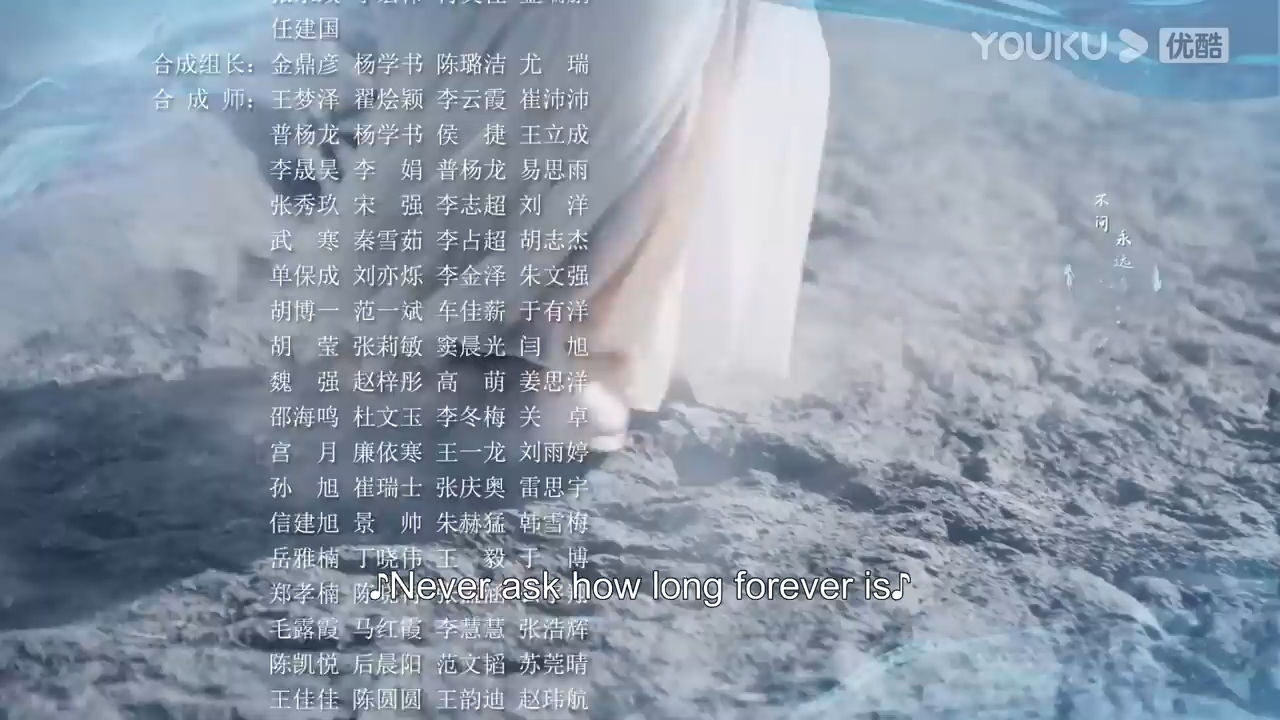 YOUKU 优酷
任建国
合成组长：金鼎彦 杨学书 陈璐洁 尤 瑞
合成师：王梦泽 翟烩颖 李云霞 崔沛沛
普杨龙 杨学书 侯 捷 王立成
李晟昊 李 娟 普杨龙 易思雨
张秀玖 宋 强 李志超 刘 洋
武 寒 秦雪茹 李占超 胡志杰
单保成 刘亦烁 李金泽 朱文强
胡博一 范一斌 车佳薪 于有洋
胡 莹 张莉敏 窦晨光 闫 旭
魏 强 赵梓彤 高 萌 姜思洋
邵海鸣 杜文玉 李冬梅 关 卓
宫 月 廉依寒 王一龙 刘雨婷
孙 旭 崔瑞士 张庆奥 雷思宇
信建旭 景 帅 朱赫猛 韩雪梅
岳雅楠 丁晓伟 王 毅 于 博
郑孝楠
毛露霞 马红霞 李慧慧 张浩辉
陈凯悦 后晨阳 范文韬 苏莞晴
王佳佳 陈圆圆 王韵迪 赵玮航
不问
永远
♪Never ask how long forever is♪